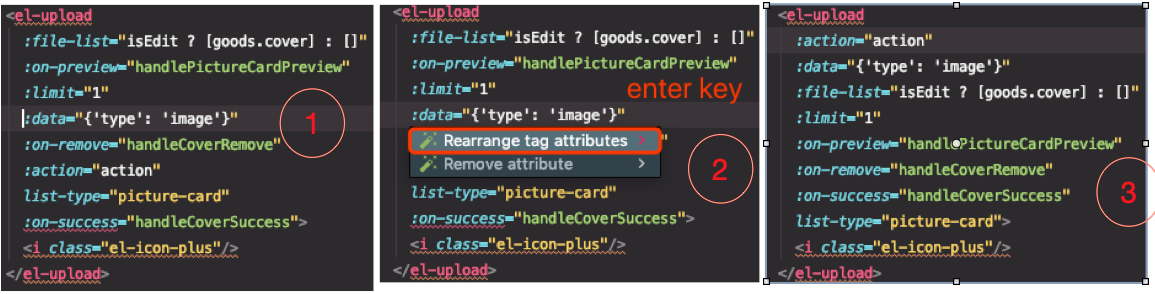 <el-upload
:file-list="isEdit ? [goods.cover] : []"
:on-preview="handlePictureCardPreview"
:limit="1"
:data="{'type': 'image'}"
:on-remove="handleCoverRemove"
:action="action"
list-type="picture-card"
:on-success="handleCoverSuccess">
<i class="el-icon-plus"/>
</el-upload>
1
<el-upload
:file-list="isEdit ? [goods.cover] : []"
:on-preview="handlePictureCardPreview"
:limit="1"
enter key
:data="{'type': 'image'}"
Rearrange tag attributes
Remove attribute
list-type="picture-card"
:on-success="handleCoverSuccess">
<i class="el-icon-plus"/>
</el-upload>
2
<el-upload
:action="action"
:data="{'type': 'image'}"
:file-list="isEdit ? [goods.cover] : []"
:limit="1"
:on-preview="handlePictureCardPreview"
:on-remove="handleCoverRemove"
:on-success="handleCoverSuccess"
list-type="picture-card">
<i class="el-icon-plus"/>
</el-upload>
3